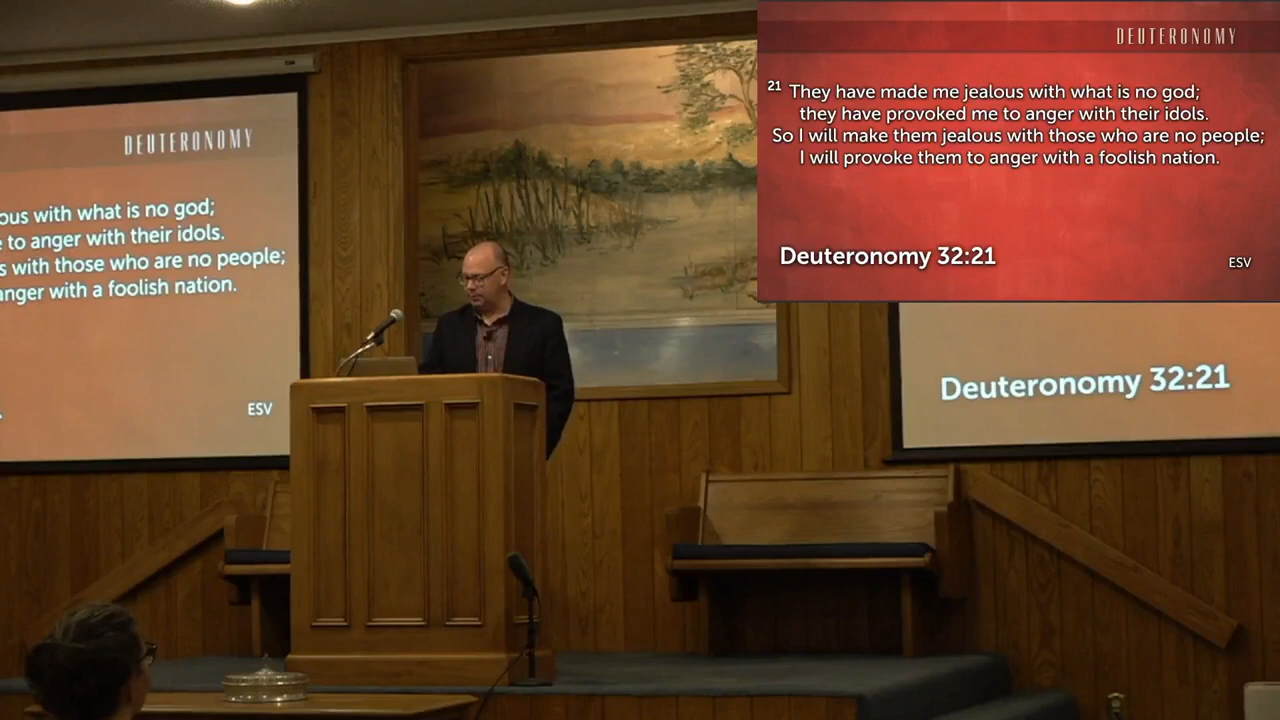 DEUTERONOMY
21 They have made me jealous with what is no god;
they have provoked me to anger with their idols.
So I will make them jealous with those who are no people;
I will provoke them to anger with a foolish nation.
Deuteronomy 32:21
ESV
DEUTERONOMY
ous with what is no god;
to anger with their idols.
s with those who are no people;
anger with a foolish nation.
ESV
Deuteronomy 32:21